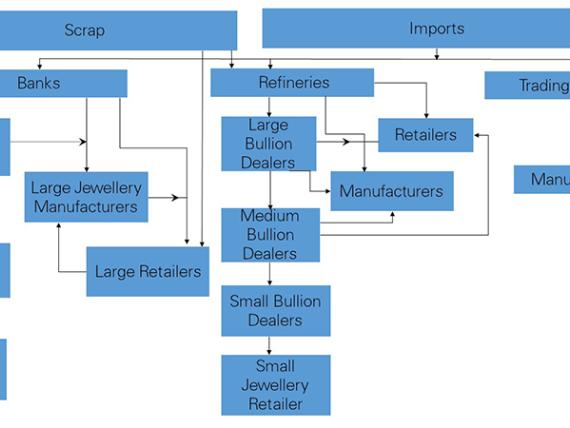 Scrap
Imports
Banks
Refineries
Trading
Large
Bullion
Dealers
Retailers
Large Jewellery
Manufacturers
Manufacturers
Manu
Medium
Bullion
Dealers
Large Retailers
Small Bullion
Dealers
Small
Jewellery
Retailer